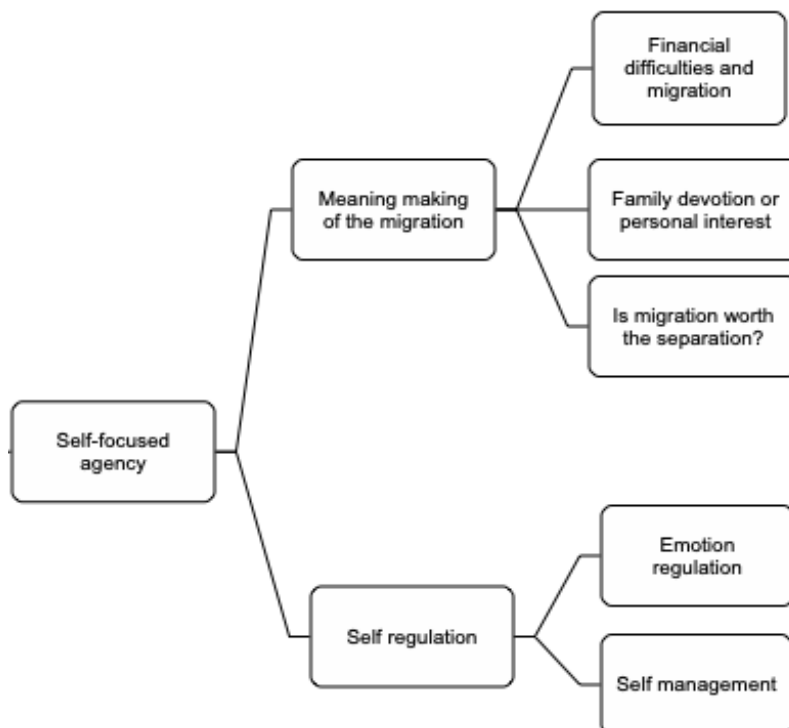 Financial
difficulties and
migration
Meaning making
of the migration
Family devotion or
personal interest
Is migration worth
the separation?
Self-focused
agency
Emotion
regulation
Self regulation
Self management